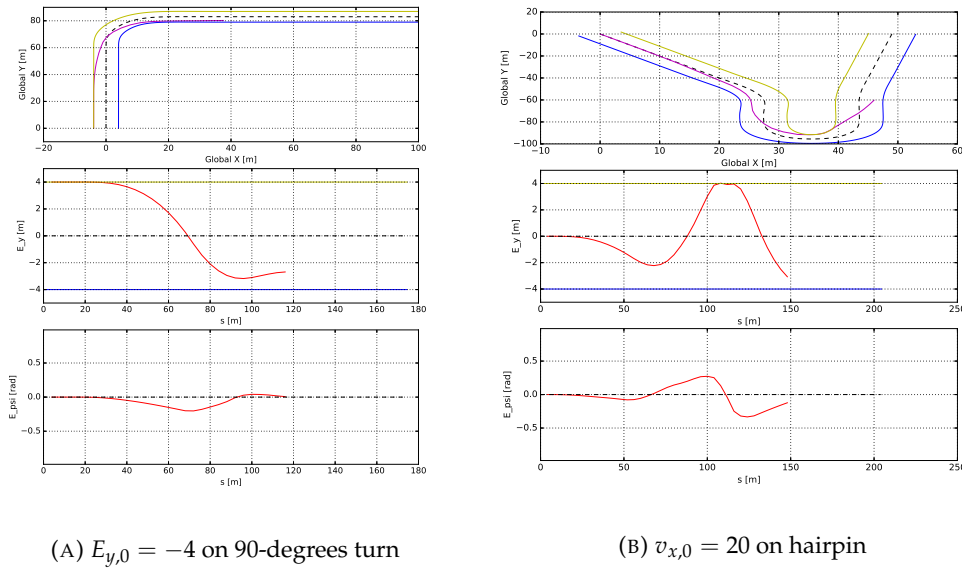 80
60
40
20
0
Global Y [m]
−20 0 20 40 60 80 100
Global X [m]
4
2
0
−2
−4
E_y [m]
0 20 40 60 80 100 120 140 160 180
s [m]
0.5
0.0
−0.5
E_psi [rad]
0 20 40 60 80 100 120 140 160 180
s [m]
(A) E_{y,0} = −4 on 90-degrees turn
20
0
−20
−40
−60
−80
−100
Global Y [m]
−10 0 10 20 30 40 50 60
Global X [m]
4
2
0
−2
−4
E_y [m]
0 50 100 150 200 250
s [m]
0.5
0.0
−0.5
E_psi [rad]
0 50 100 150 200 250
s [m]
(B) v_{x,0} = 20 on hairpin